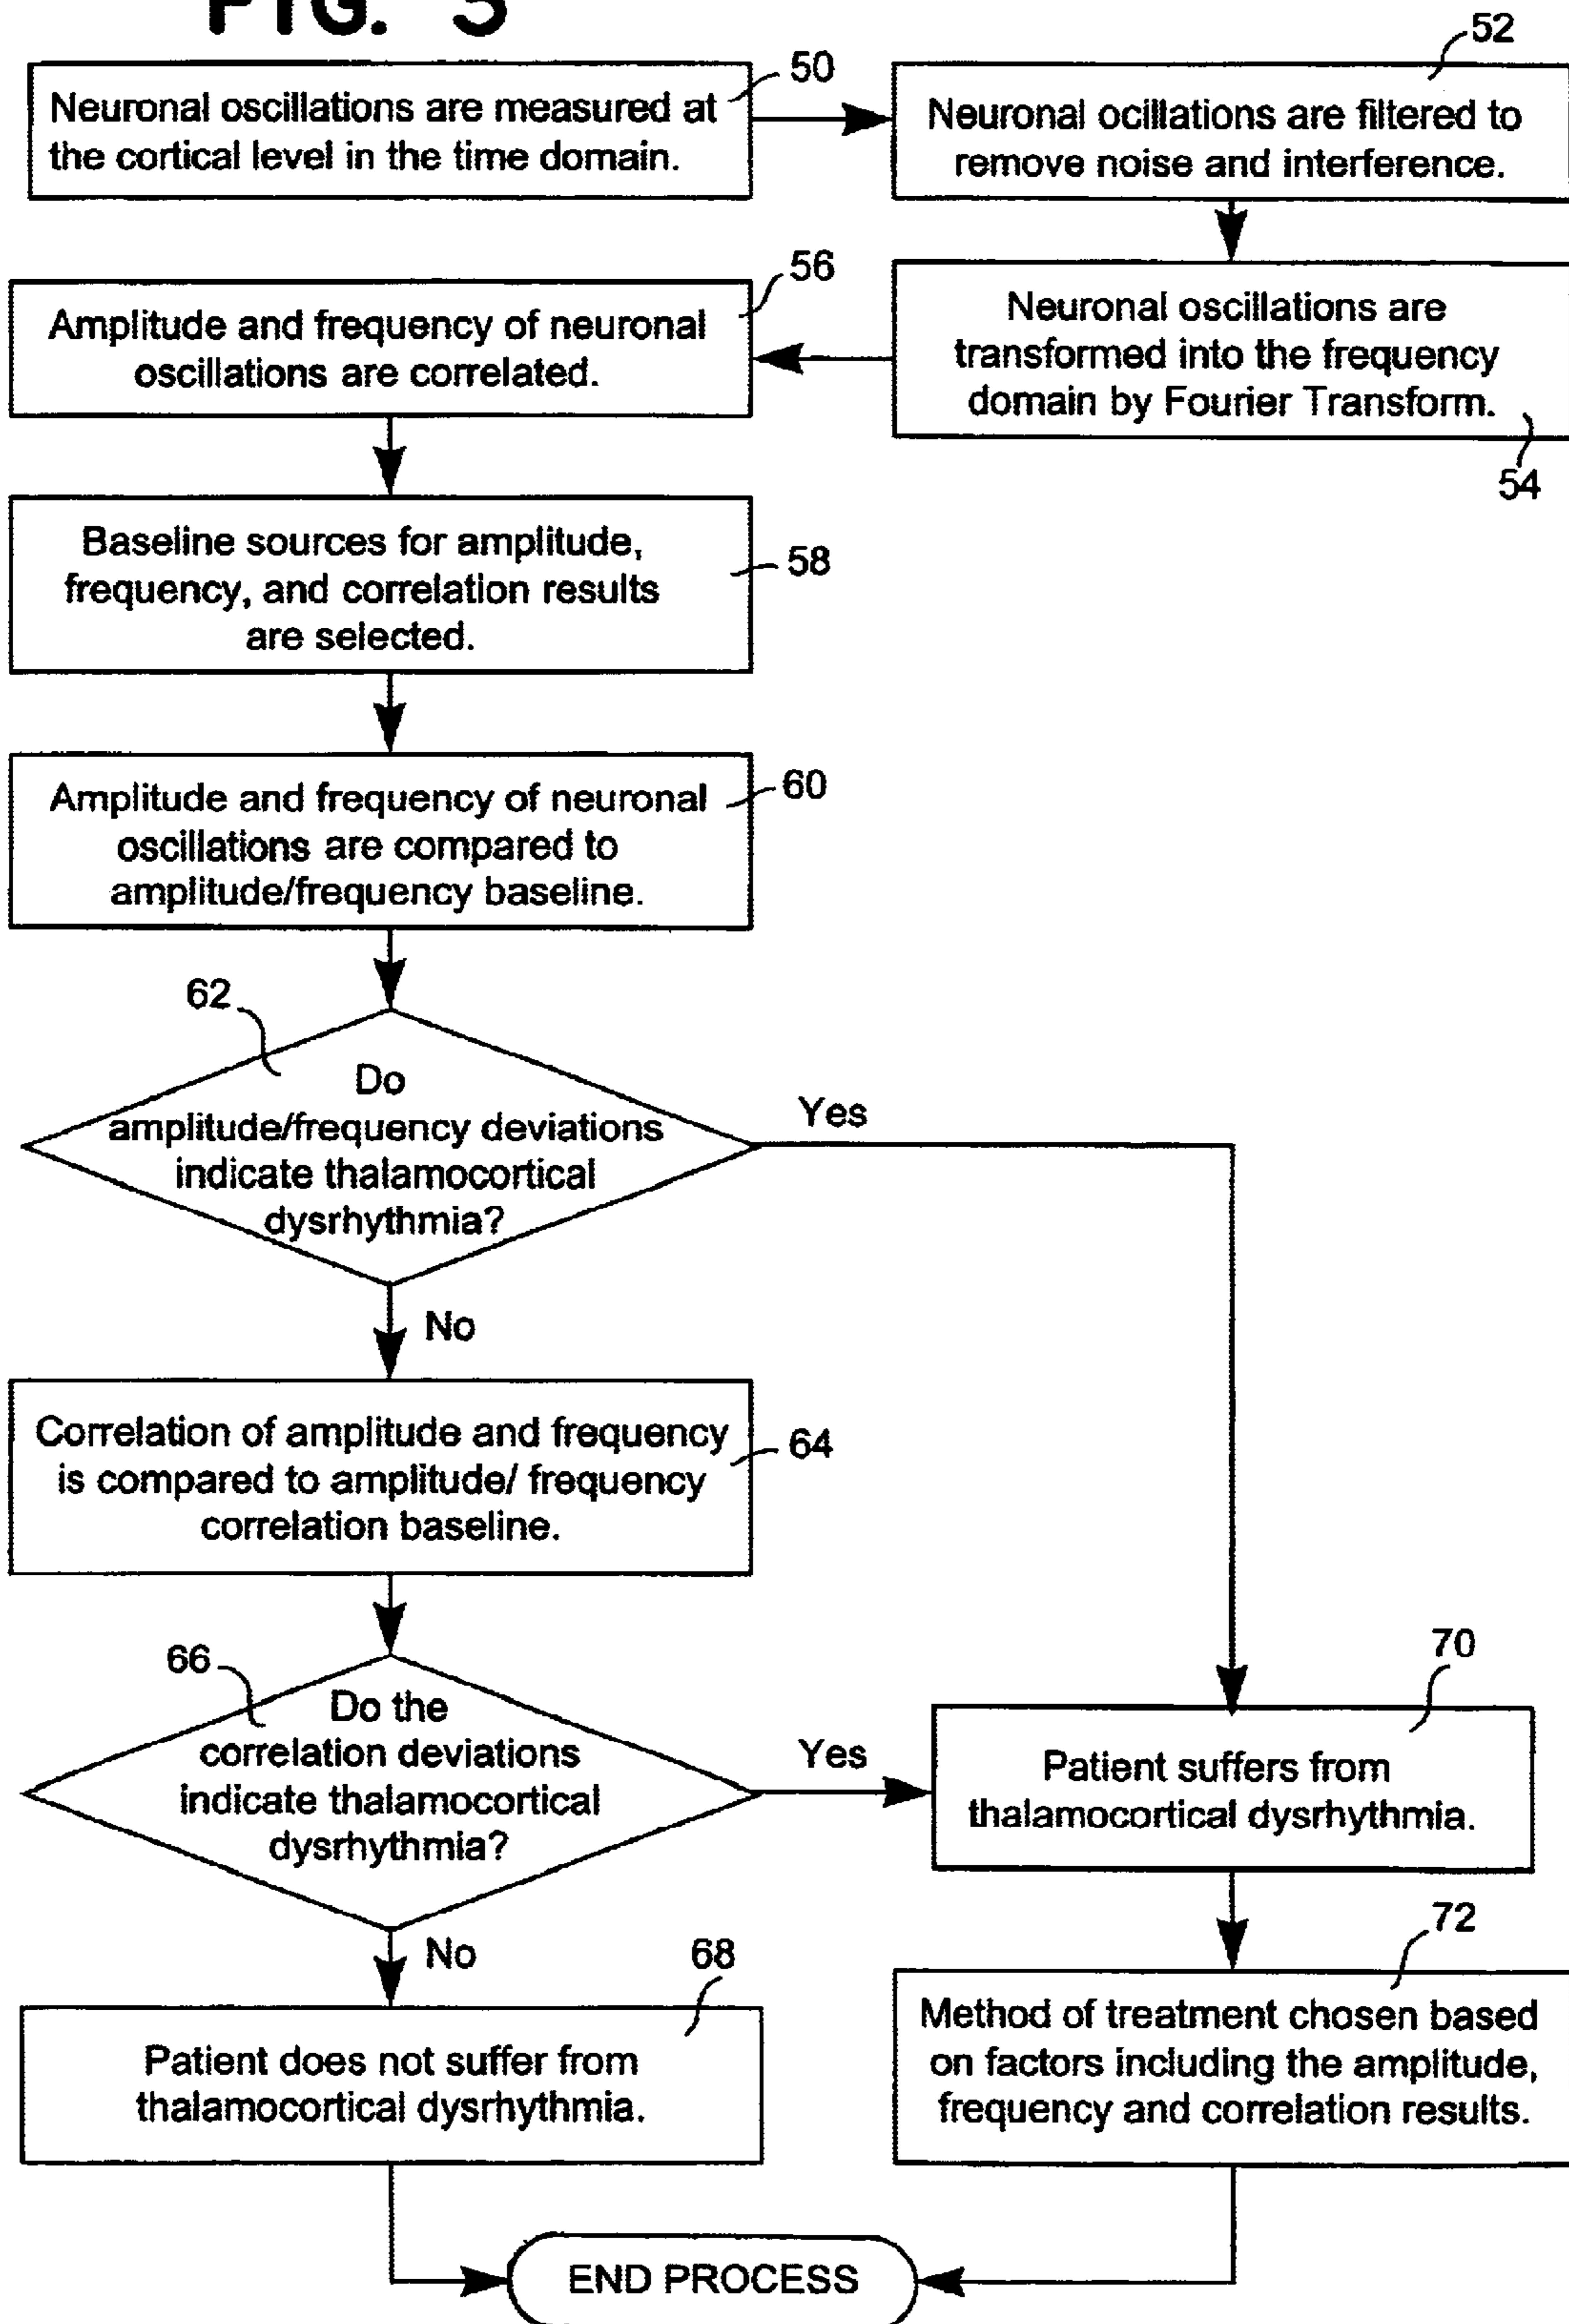 FIG. 3
50
Neuronal oscillations are measured at
the cortical level in the time domain.
52
Neuronal ocillations are filtered to
remove noise and interference.
Neuronal oscillations are
transformed into the frequency
domain by Fourier Transform.
54
56
Amplitude and frequency of neuronal
oscillations are correlated.
Baseline sources for amplitude,
frequency, and correlation results
are selected.
58
Amplitude and frequency of neuronal
oscillations are compared to
amplitude/frequency baseline.
60
62
Do
amplitude/frequency deviations
indicate thalamocortical
dysrhythmia?
Yes
No
Correlation of amplitude and frequency
is compared to amplitude/ frequency
correlation baseline.
64
66
Do the
correlation deviations
indicate thalamocortical
dysrhythmia?
Yes
No
70
Patient suffers from
thalamocortical dysrhythmia.
68
Patient does not suffer from
thalamocortical dysrhythmia.
72
Method of treatment chosen based
on factors including the amplitude,
frequency and correlation results.
END PROCESS